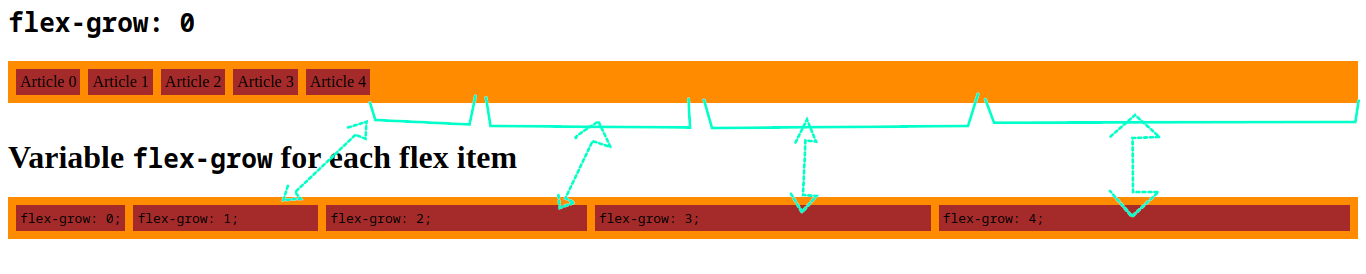 flex-grow: 0
Article 0 Article 1 Article 2 Article 3 Article 4
Variable flex-grow for each flex item
flex-grow: 0; flex-grow: 1; flex-grow: 2; flex-grow: 3; flex-grow: 4;